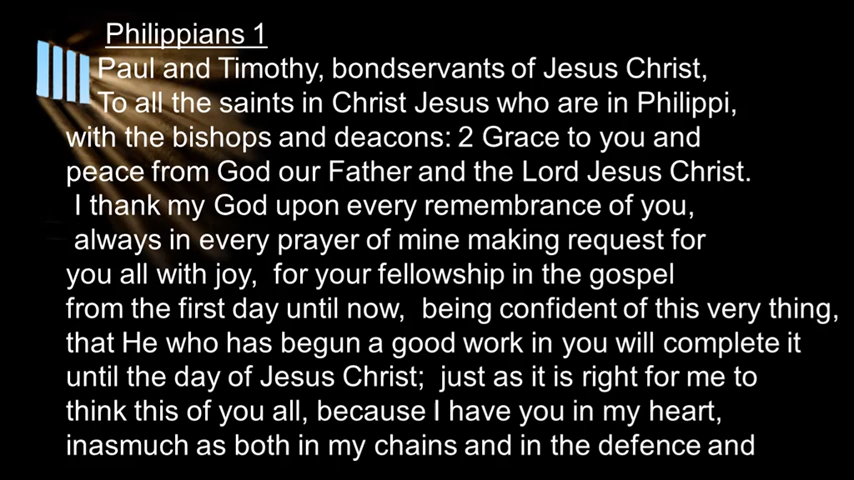 Philippians 1
Paul and Timothy, bondservants of Jesus Christ,
To all the saints in Christ Jesus who are in Philippi,
with the bishops and deacons: 2 Grace to you and
peace from God our Father and the Lord Jesus Christ.
I thank my God upon every remembrance of you,
always in every prayer of mine making request for
you all with joy, for your fellowship in the gospel
from the first day until now, being confident of this very thing,
that He who has begun a good work in you will complete it
until the day of Jesus Christ; just as it is right for me to
think this of you all, because I have you in my heart,
inasmuch as both in my chains and in the defence and